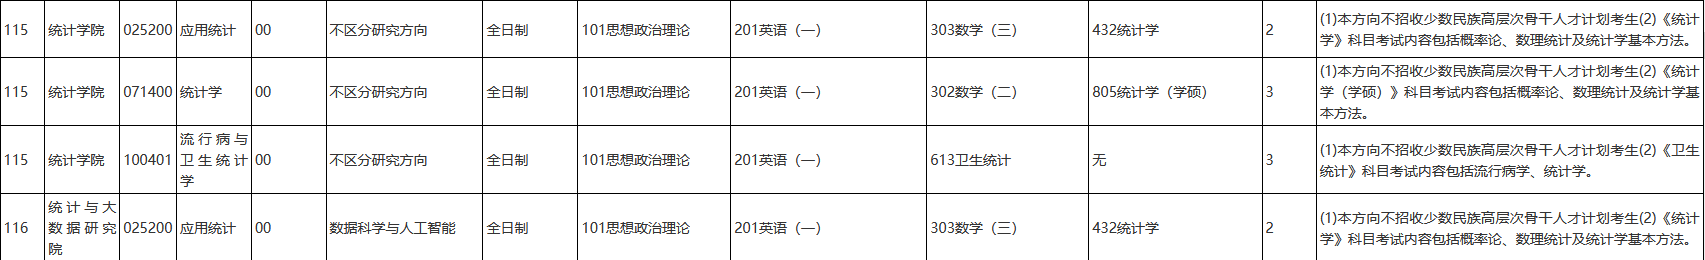 115 统计学院 025200 应用统计 00 不区分研究方向 全日制 101思想政治理论 201英语（一） 303数学（三） 432统计学 2 (1)本方向不招收少数民族高层次骨干人才计划考生(2)《统计
学》科目考试内容包括概率论、数理统计及统计学基本方法。
115 统计学院 071400 统计学 00 不区分研究方向 全日制 101思想政治理论 201英语（一） 302数学（二） 805统计学（学硕） 3 (1)本方向不招收少数民族高层次骨干人才计划考生(2)《统计
学（学硕）》科目考试内容包括概率论、数理统计及统计学基
本方法。
115 统计学院 100401 流行病与
卫生统计
学 00 不区分研究方向 全日制 101思想政治理论 201英语（一） 613卫生统计 无 3 (1)本方向不招收少数民族高层次骨干人才计划考生(2)《卫生
统计》科目考试内容包括流行病学、统计学。
116 统计与大
数据研究
院 025200 应用统计 00 数据科学与人工智能 全日制 101思想政治理论 201英语（一） 303数学（三） 432统计学 2 (1)本方向不招收少数民族高层次骨干人才计划考生(2)《统计
学》科目考试内容包括概率论、数理统计及统计学基本方法。